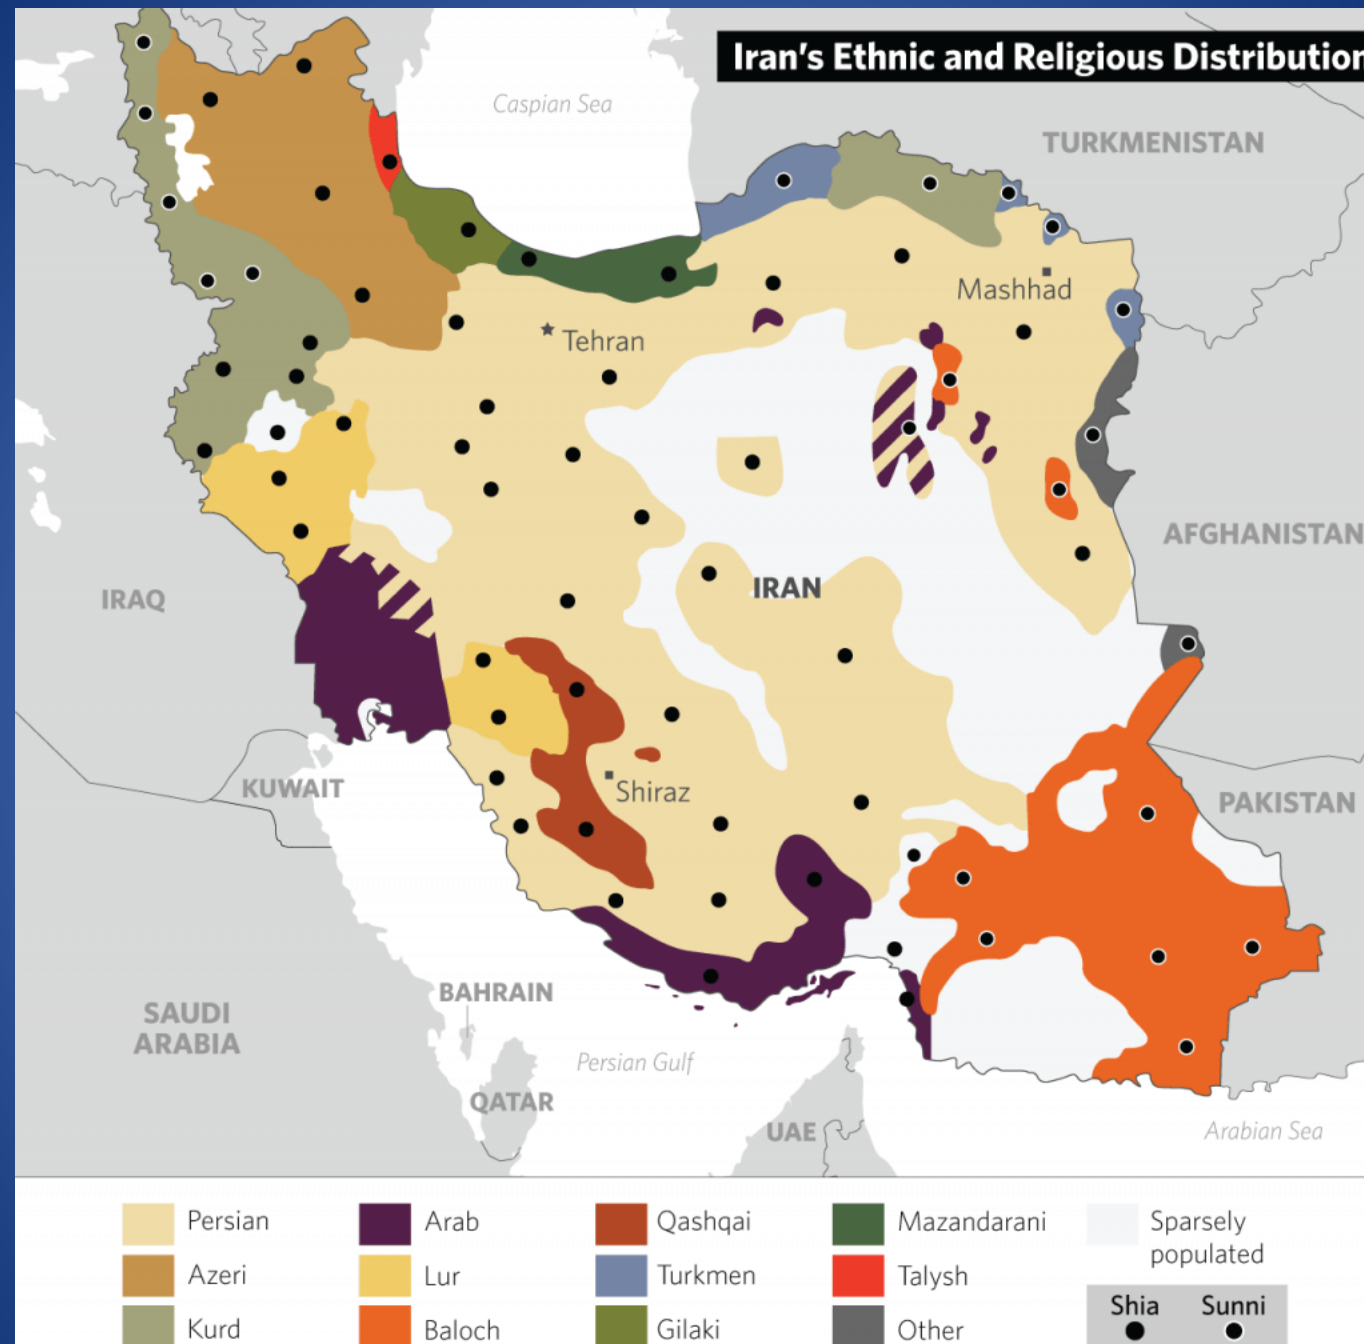 Iran's Ethnic and Religious Distribution
Caspian Sea
TURKMENISTAN
Mashhad
Tehran
AFGHANISTAN
IRAN
IRAQ
Shiraz
KUWAIT
PAKISTAN
BAHRAIN
SAUDI
ARABIA
Persian Gulf
QATAR
UAE
Arabian Sea
Persian
Arab
Qashqai
Mazandarani
Sparsely
populated
Azeri
Lur
Turkmen
Talysh
Kurd
Baloch
Gilaki
Other
Shia Sunni